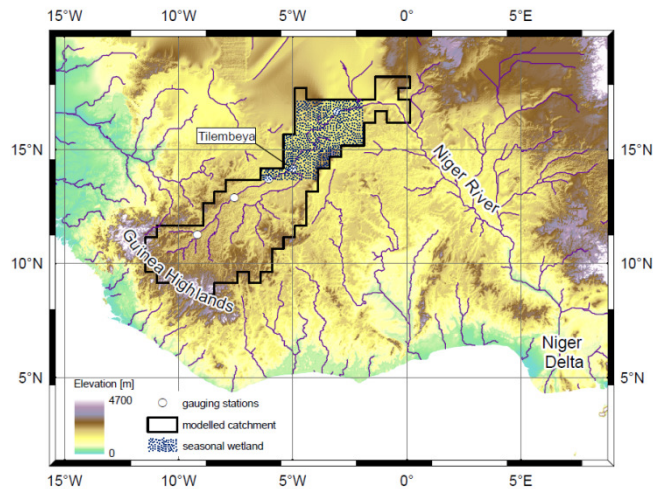 15°W 10°W 5°W 0° 5°E
Tilembeya
15°N 15°N
Niger River
10°N 10°N
Guinea Highlands
Niger
Delta
5°N 5°N
Elevation [m]
4700
0
gauging stations
modelled catchment
seasonal wetland
15°W 10°W 5°W 0° 5°E